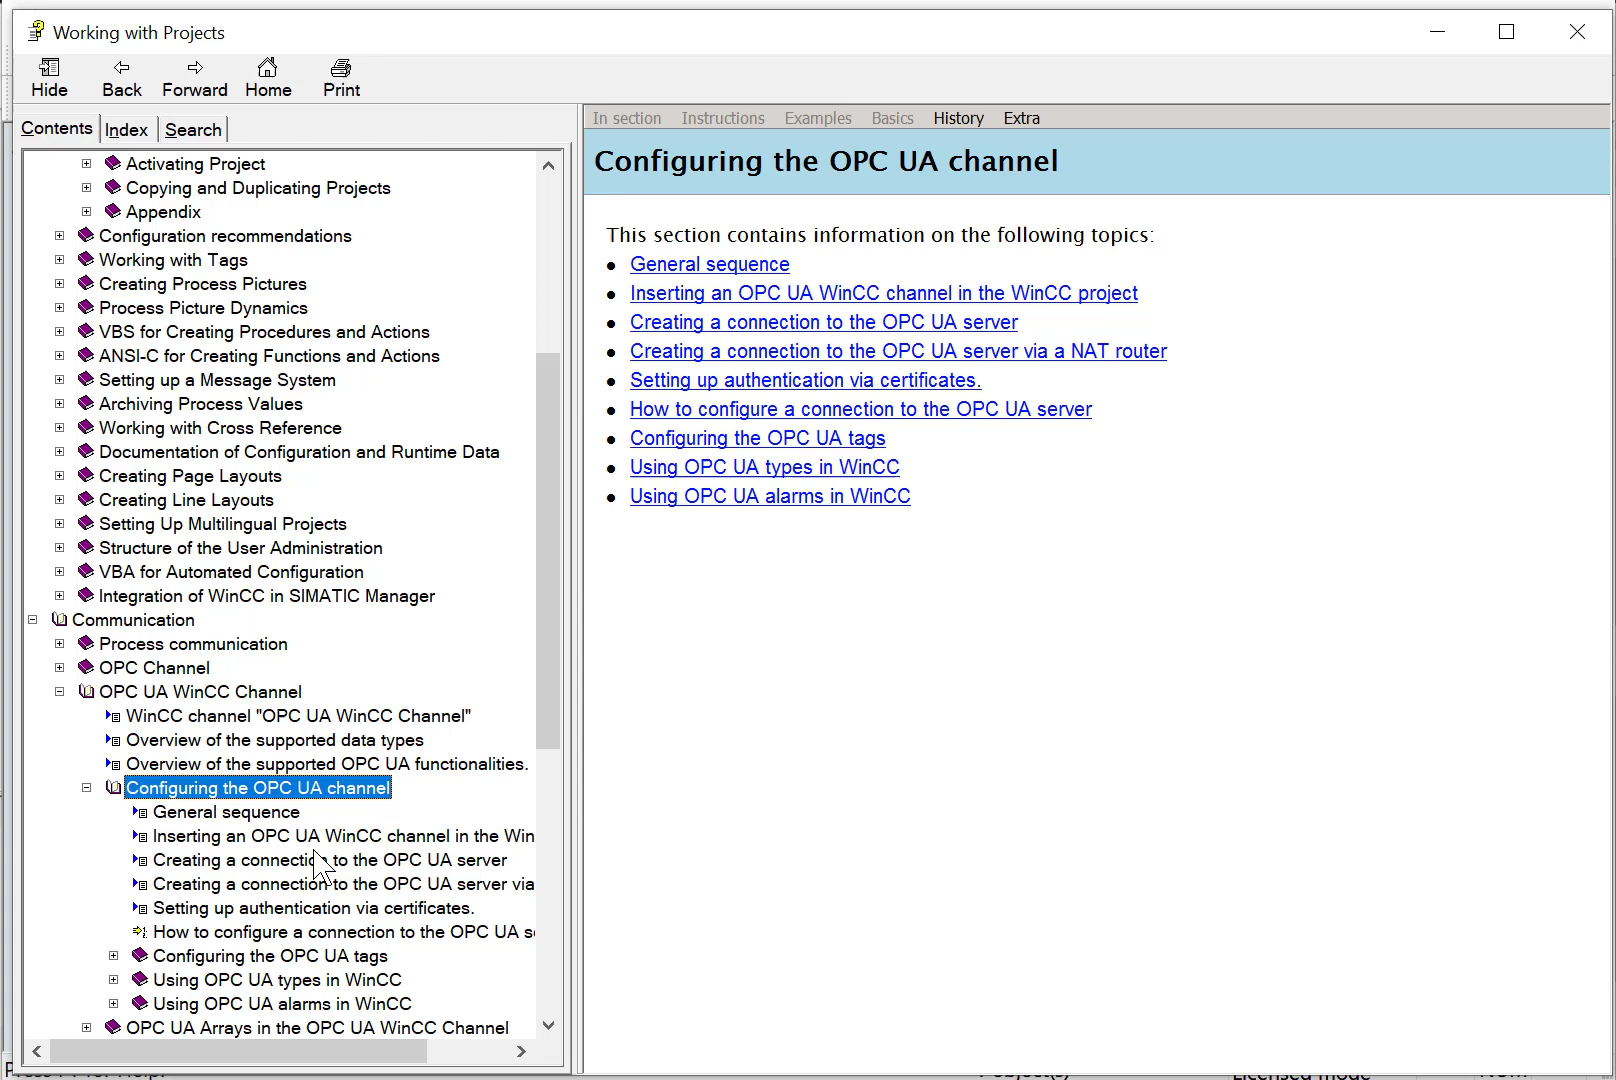 Working with Projects
Hide Back Forward Home Print
Contents Index Search
Activating Project
Copying and Duplicating Projects
Appendix
Configuration recommendations
Working with Tags
Creating Process Pictures
Process Picture Dynamics
VBS for Creating Procedures and Actions
ANSI-C for Creating Functions and Actions
Setting up a Message System
Archiving Process Values
Working with Cross Reference
Documentation of Configuration and Runtime Data
Creating Page Layouts
Creating Line Layouts
Setting Up Multilingual Projects
Structure of the User Administration
VBA for Automated Configuration
Integration of WinCC in SIMATIC Manager
Communication
Process communication
OPC Channel
OPC UA WinCC Channel
WinCC channel "OPC UA WinCC Channel"
Overview of the supported data types
Overview of the supported OPC UA functionalities.
Configuring the OPC UA channel
General sequence
Inserting an OPC UA WinCC channel in the Win
Creating a connection to the OPC UA server
Creating a connection to the OPC UA server via
Setting up authentication via certificates.
How to configure a connection to the OPC UA s
Configuring the OPC UA tags
Using OPC UA types in WinCC
Using OPC UA alarms in WinCC
OPC UA Arrays in the OPC UA WinCC Channel
In section Instructions Examples Basics History Extra
Configuring the OPC UA channel
This section contains information on the following topics:
General sequence
Inserting an OPC UA WinCC channel in the WinCC project
Creating a connection to the OPC UA server
Creating a connection to the OPC UA server via a NAT router
Setting up authentication via certificates.
How to configure a connection to the OPC UA server
Configuring the OPC UA tags
Using OPC UA types in WinCC
Using OPC UA alarms in WinCC